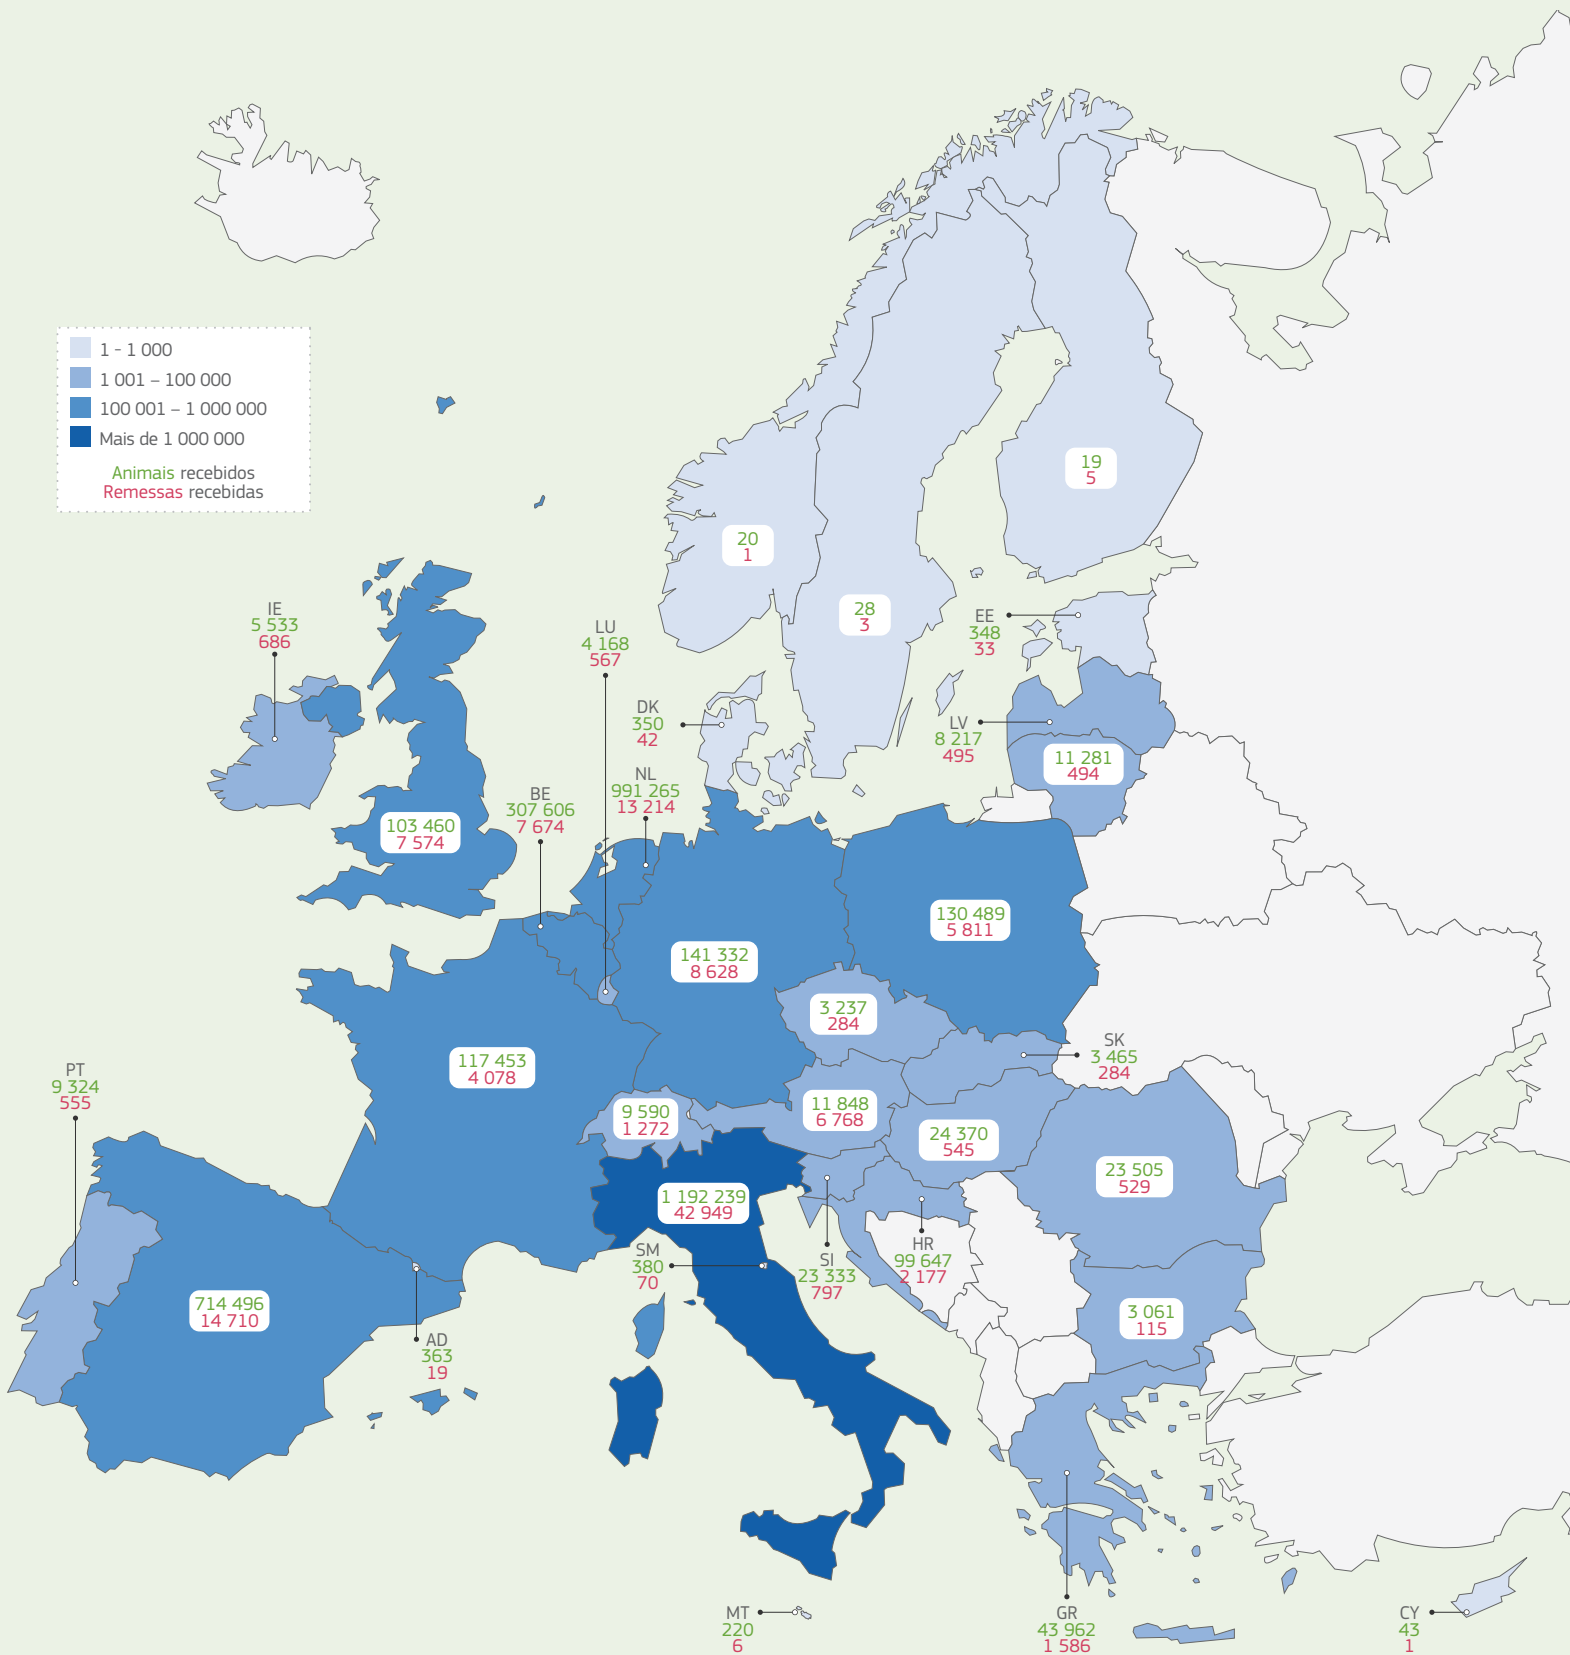 1 - 1 000
1 001 – 100 000
100 001 – 1 000 000
Mais de 1 000 000
Animais recebidos
Remessas recebidas
19
5
20
1
28
3
IE
5 533
686
LU
4 168
567
EE
348
33
DK
350
42
LV
8 217
495
11 281
494
NL
991 265
13 214
BE
307 606
7 674
103 460
7 574
130 489
5 811
141 332
8 628
3 237
284
SK
3 465
284
117 453
4 078
PT
9 324
555
9 590
1 272
11 848
6 768
24 370
545
23 505
529
1 192 239
42 949
SM
380
70
SI
23 333
797
HR
99 647
2 177
714 496
14 710
3 061
115
AD
363
19
MT
220
6
GR
43 962
1 586
CY
43
1